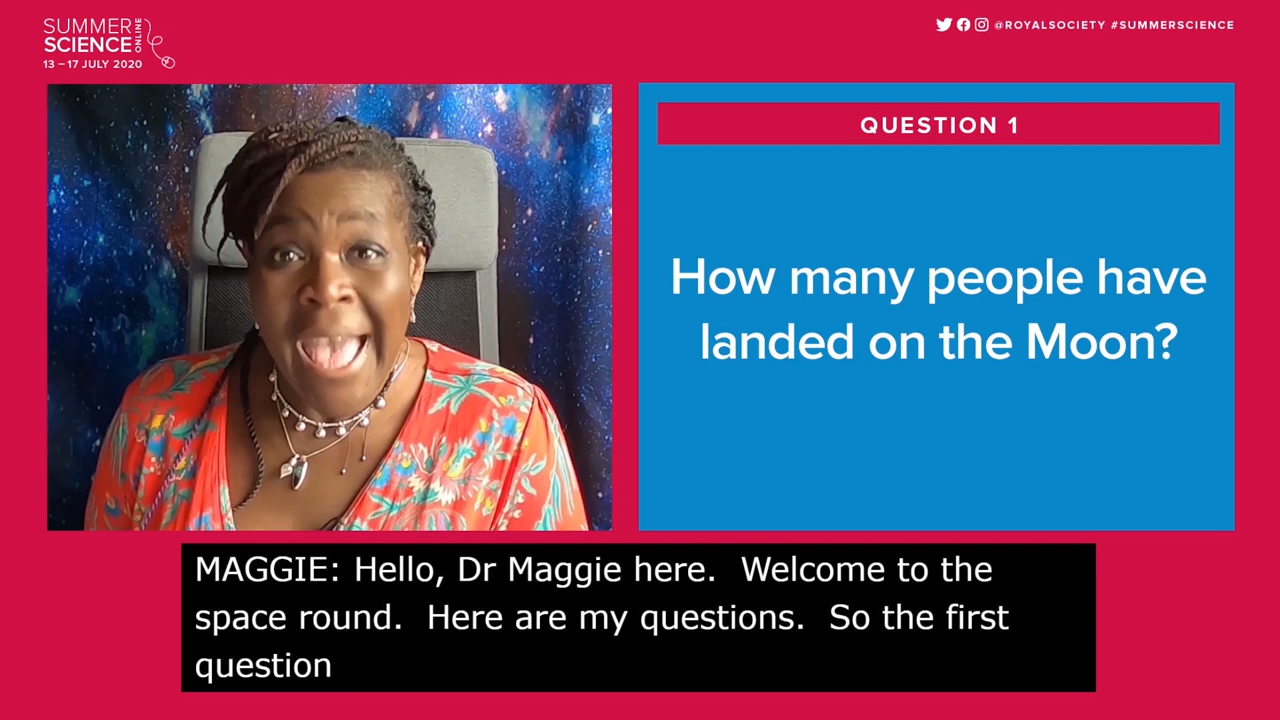 SUMMER
SCIENCE
ONLINE
13 – 17 JULY 2020
@ROYALSOCIETY #SUMMERSCIENCE
QUESTION 1
How many people have
landed on the Moon?
MAGGIE: Hello, Dr Maggie here.  Welcome to the
space round.  Here are my questions.  So the first
question